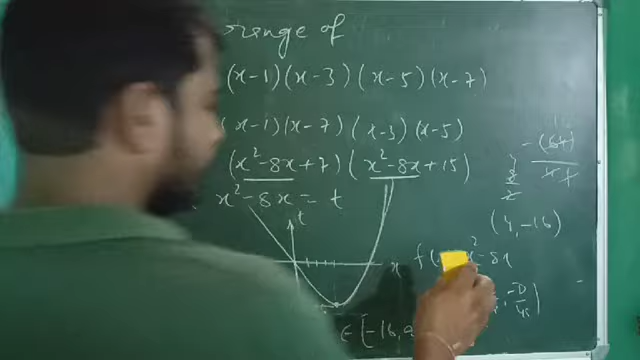 range of
(x-1)(x-3)(x-5)(x-7)
(x-1)(x-7)(x-3)(x-5)
(x²-8x+7)(x²-8x+15)
x²-8x=t
t
-(64)
(4,-16)
x
x²-8x
-D
∈[-16,